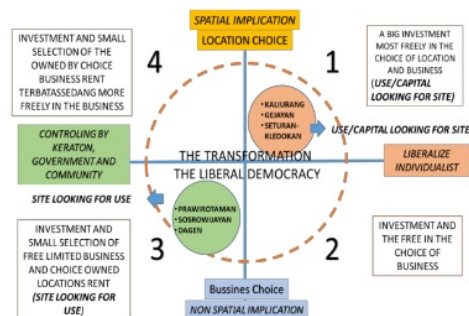 SPATIAL IMPLICATION
LOCATION CHOICE
INVESTMENT AND SMALL
SELECTION OF THE
OWNED BY CHOICE
BUSINESS RENT
TERBATASSEDANG MORE
FREELY IN THE BUSINESS
4
1
A BIG INVESTMENT
MOST FREELY IN THE
CHOICE OF LOCATION
AND BUSINESS
(USE/CAPITAL
LOOKING FOR SITE)
•KALIURANG
•GEJAYAN
•SETURAN-
KLEDOKAN
USE/CAPITAL LOOKING FOR SITE
CONTROLING BY
KERATON,
GOVERNMENT AND
COMMUNITY
THE TRANSFORMATION
THE LIBERAL DEMOCRACY
LIBERALIZE
INDIVIDUALIST
SITE LOOKING FOR USE
•PRAWIROTAMAN
•SOSROWIJAYAN
•DAGEN
INVESTMENT AND
SMALL SELECTION OF
FREE LIMITED BUSINESS
AND CHOICE OWNED
LOCATIONS RENT
(SITE LOOKING FOR
USE)
3
2
INVESTMENT AND
THE FREE IN THE
CHOICE OF
BUSINESS
Bussines Choice
NON SPATIAL IMPLICATION